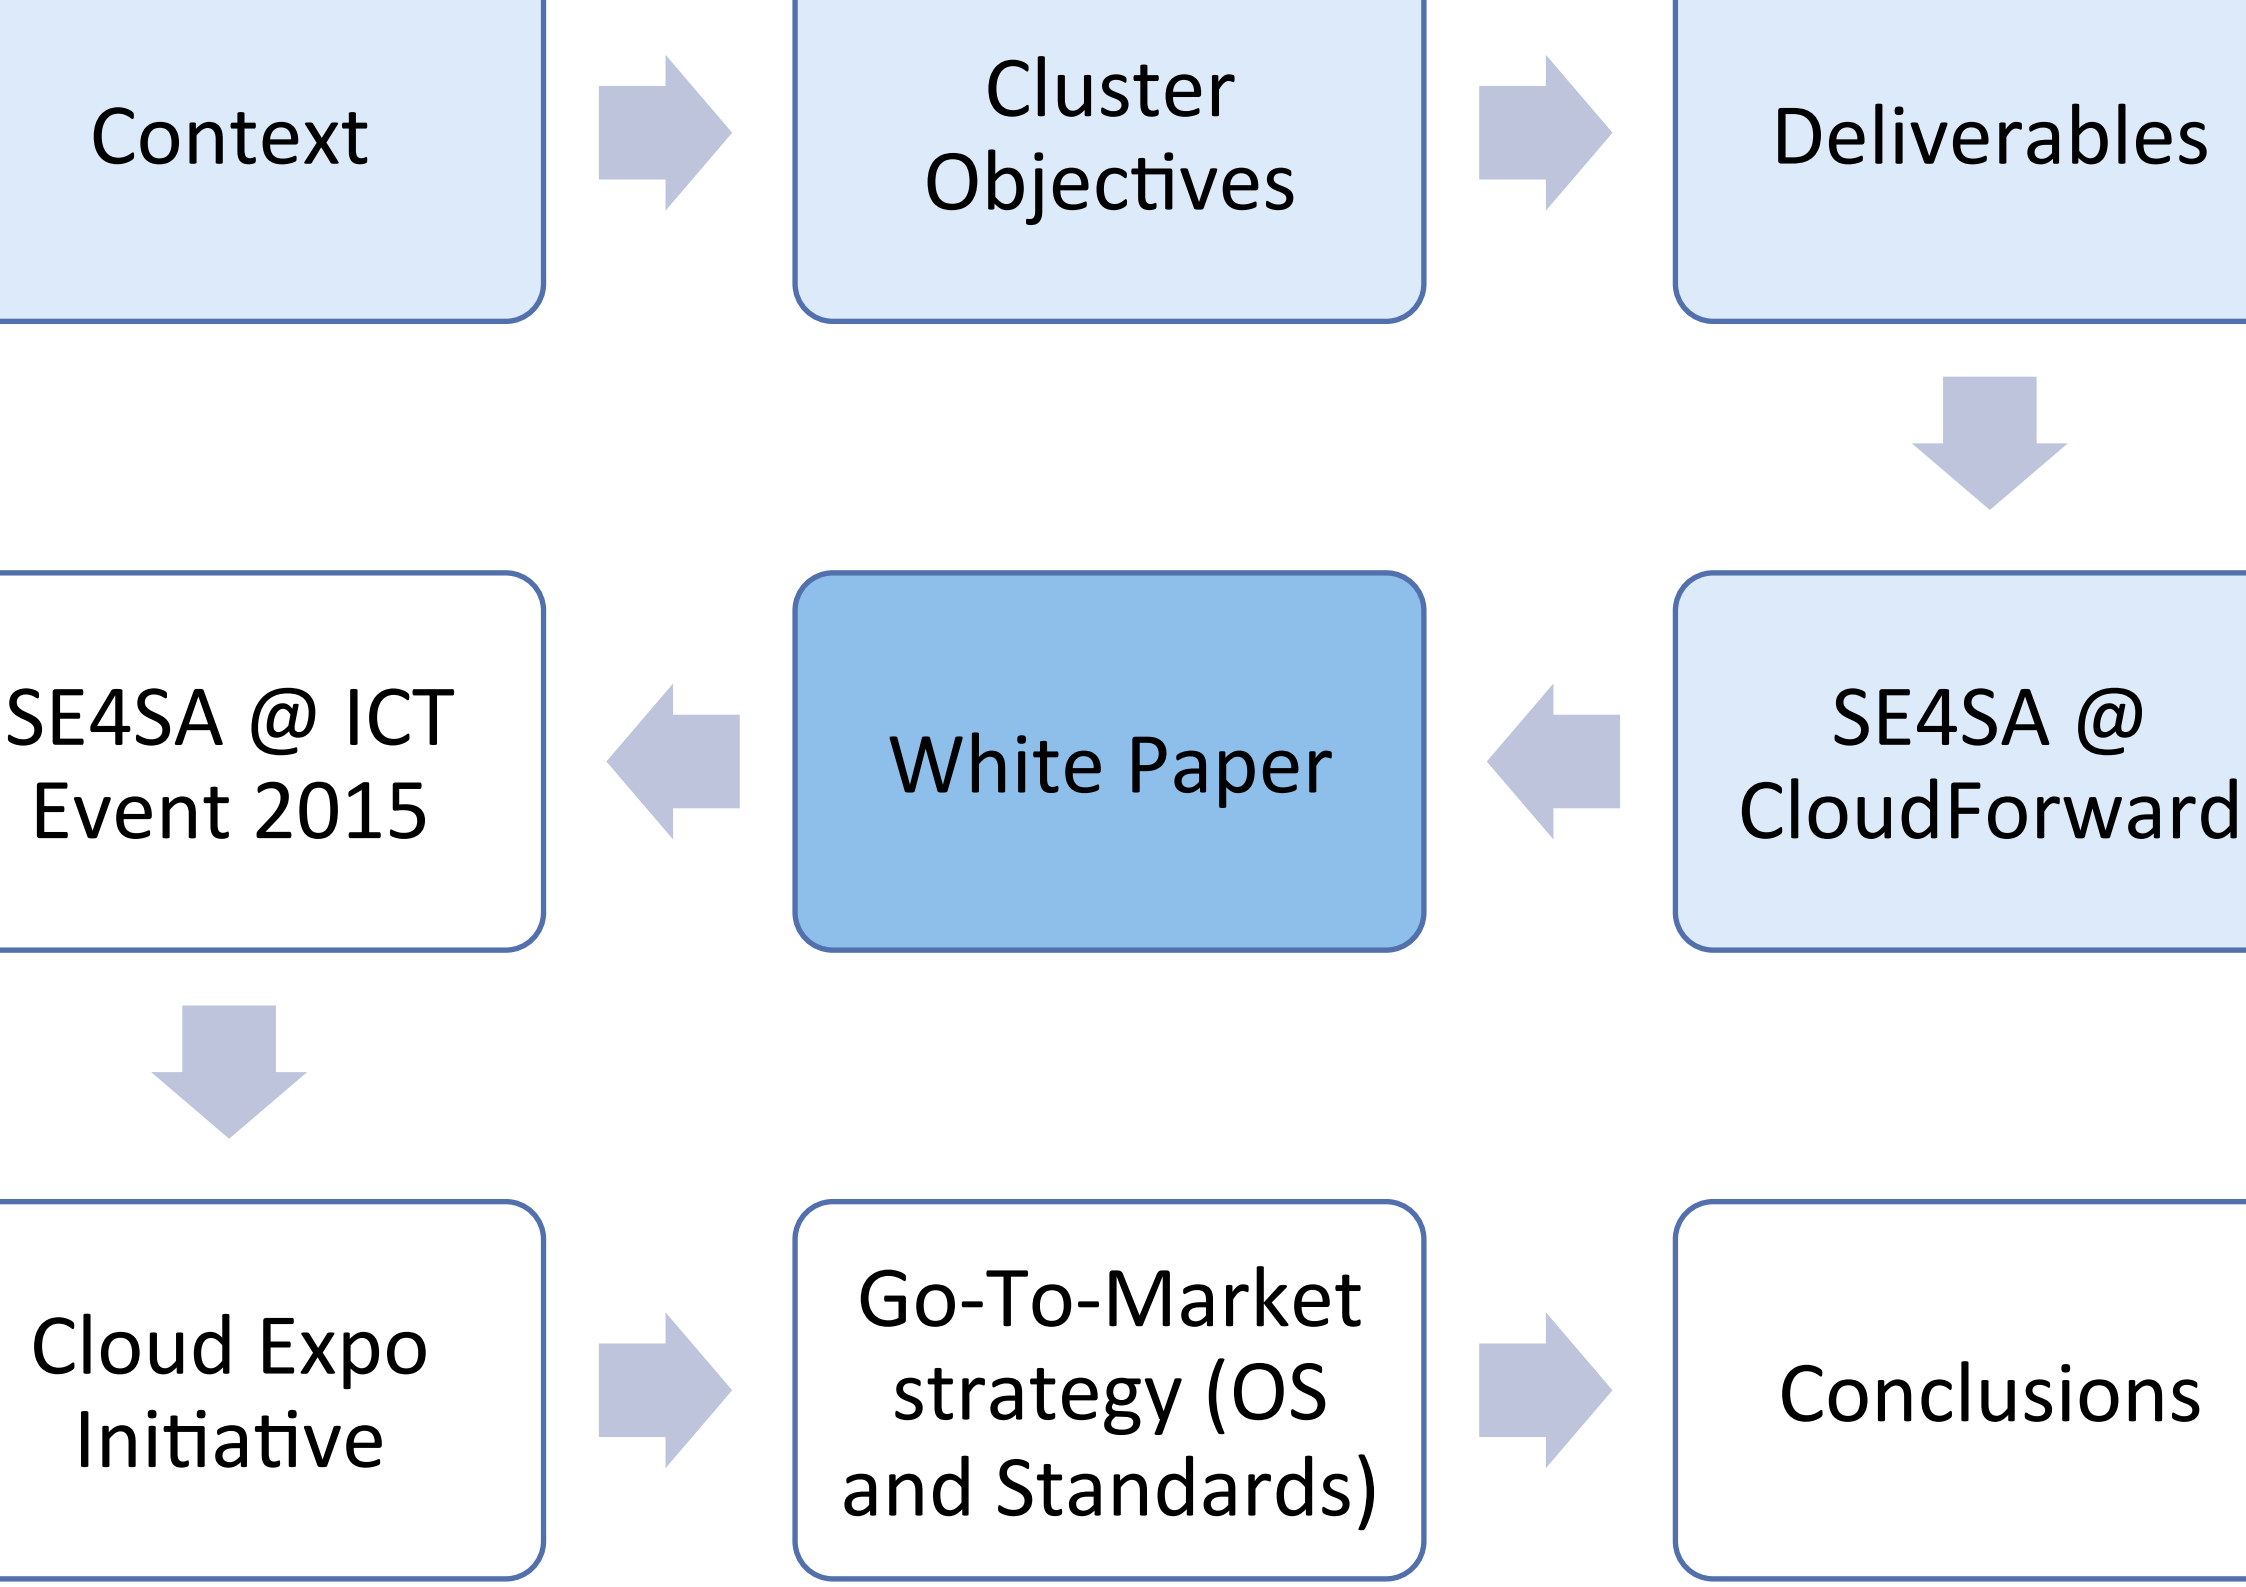 Context
Cluster
Objectives
Deliverables
SE4SA @ ICT
Event 2015
White Paper
SE4SA @
CloudForward
Cloud Expo
Initiative
Go-To-Market
strategy (OS
and Standards)
Conclusions